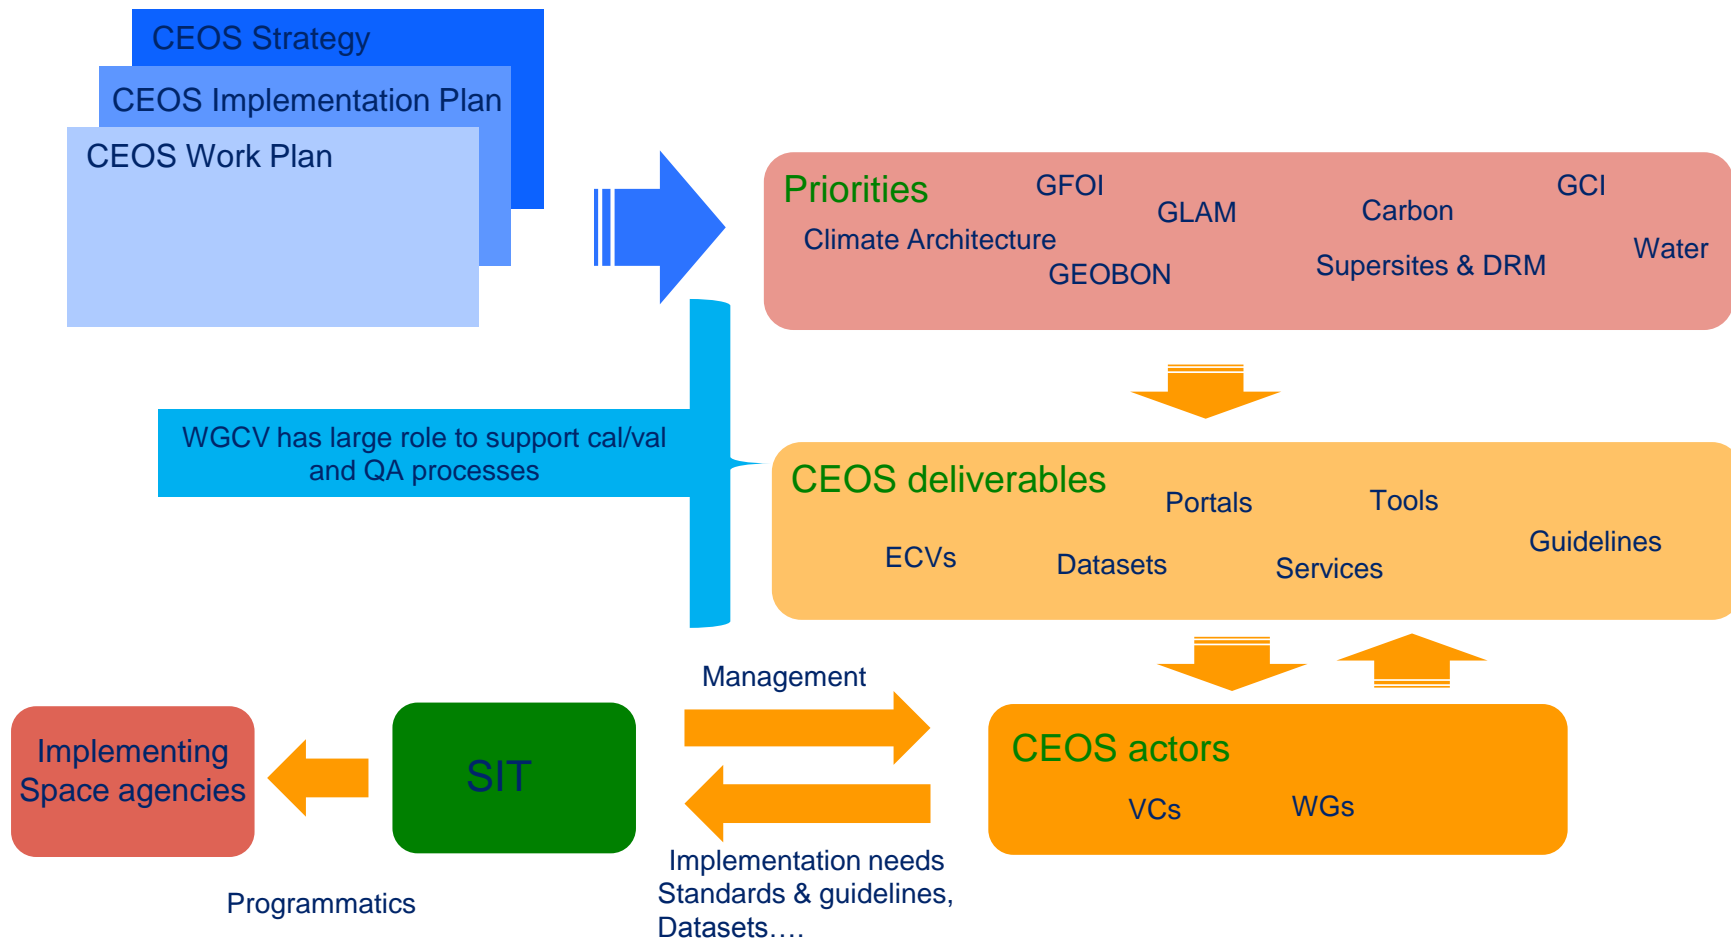 CEOS Strategy
CEOS Implementation Plan
CEOS Work Plan
Priorities
GFOI
GLAM
Carbon
GCI
Climate Architecture
GEOBON
Supersites & DRM
Water
WGCV has large role to support cal/val
and QA processes
CEOS deliverables
Portals
Tools
Guidelines
ECVs
Datasets
Services
Management
Implementing
Space agencies
SIT
CEOS actors
VCs
WGs
Implementation needs
Standards & guidelines,
Datasets….
Programmatics